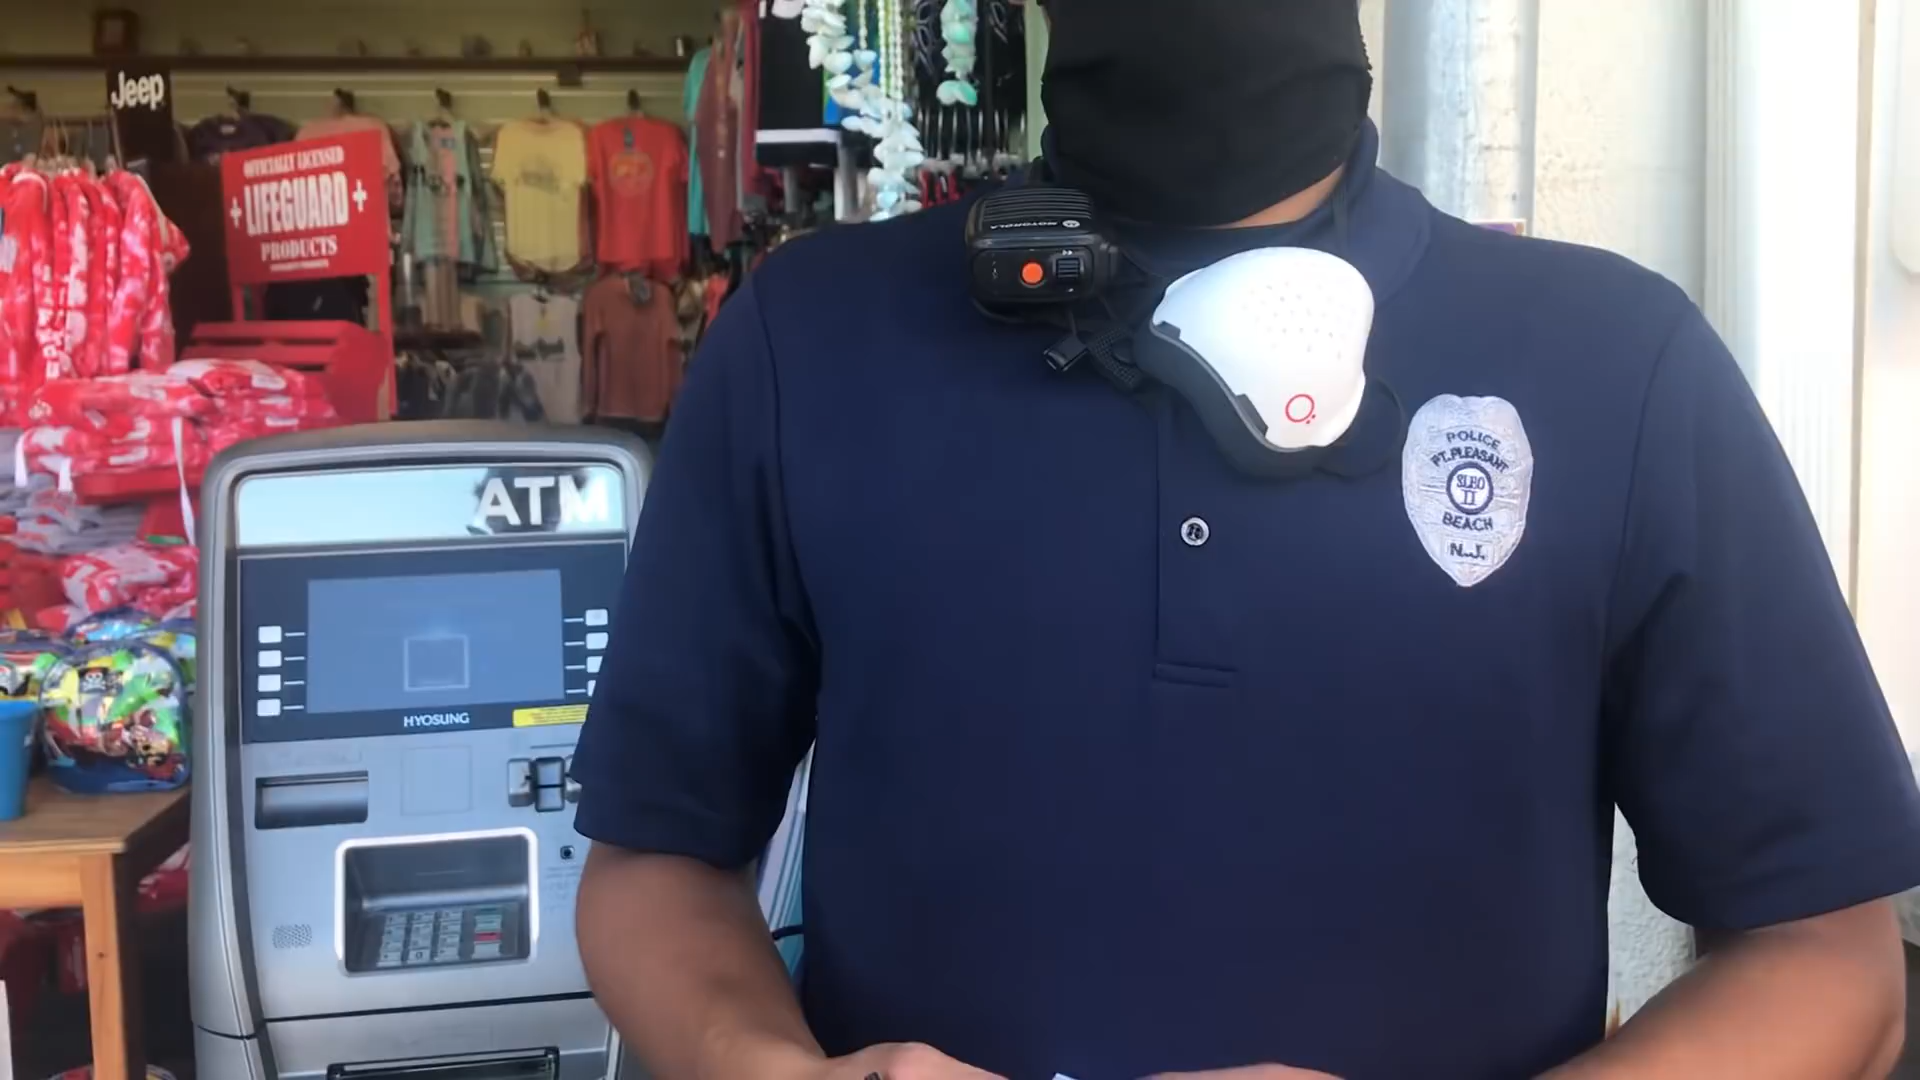 Jeep
OFFICIALLY LICENSED
LIFEGUARD
PRODUCTS
MOTOROLA
ATM
HYOSUNG
POLICE
PT. PLEASANT
SLEO
II
BEACH
N.J.